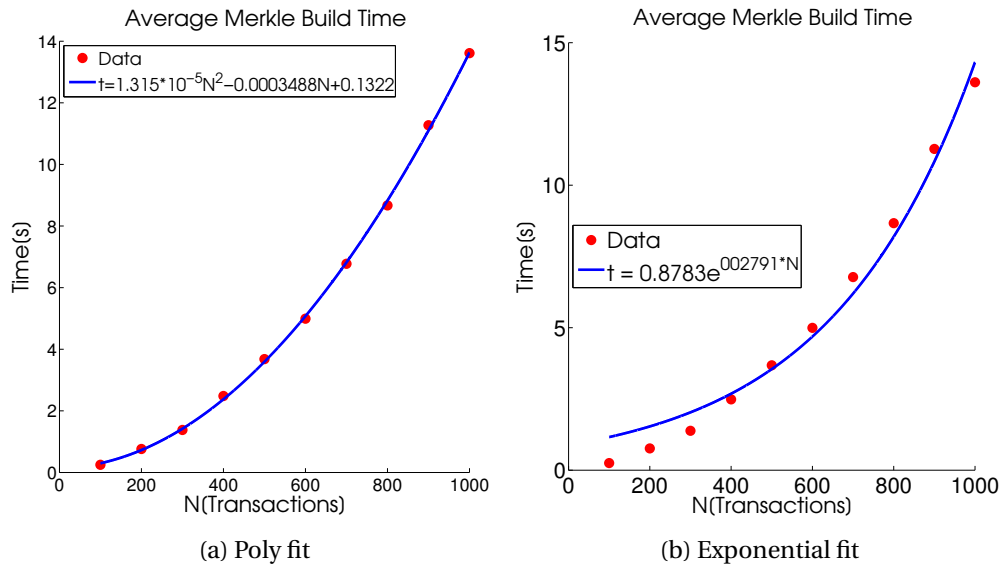 Average Merkle Build Time
14
12
10
8
6
4
2
0
Time(s)
Data
t=1.315*10⁻⁵N²−0.0003488N+0.1322
0 200 400 600 800 1000
N(Transactions)
(a) Poly fit
Average Merkle Build Time
15
10
5
0
Time(s)
Data
t = 0.8783e^002791*N
0 200 400 600 800 1000
N(Transactions)
(b) Exponential fit